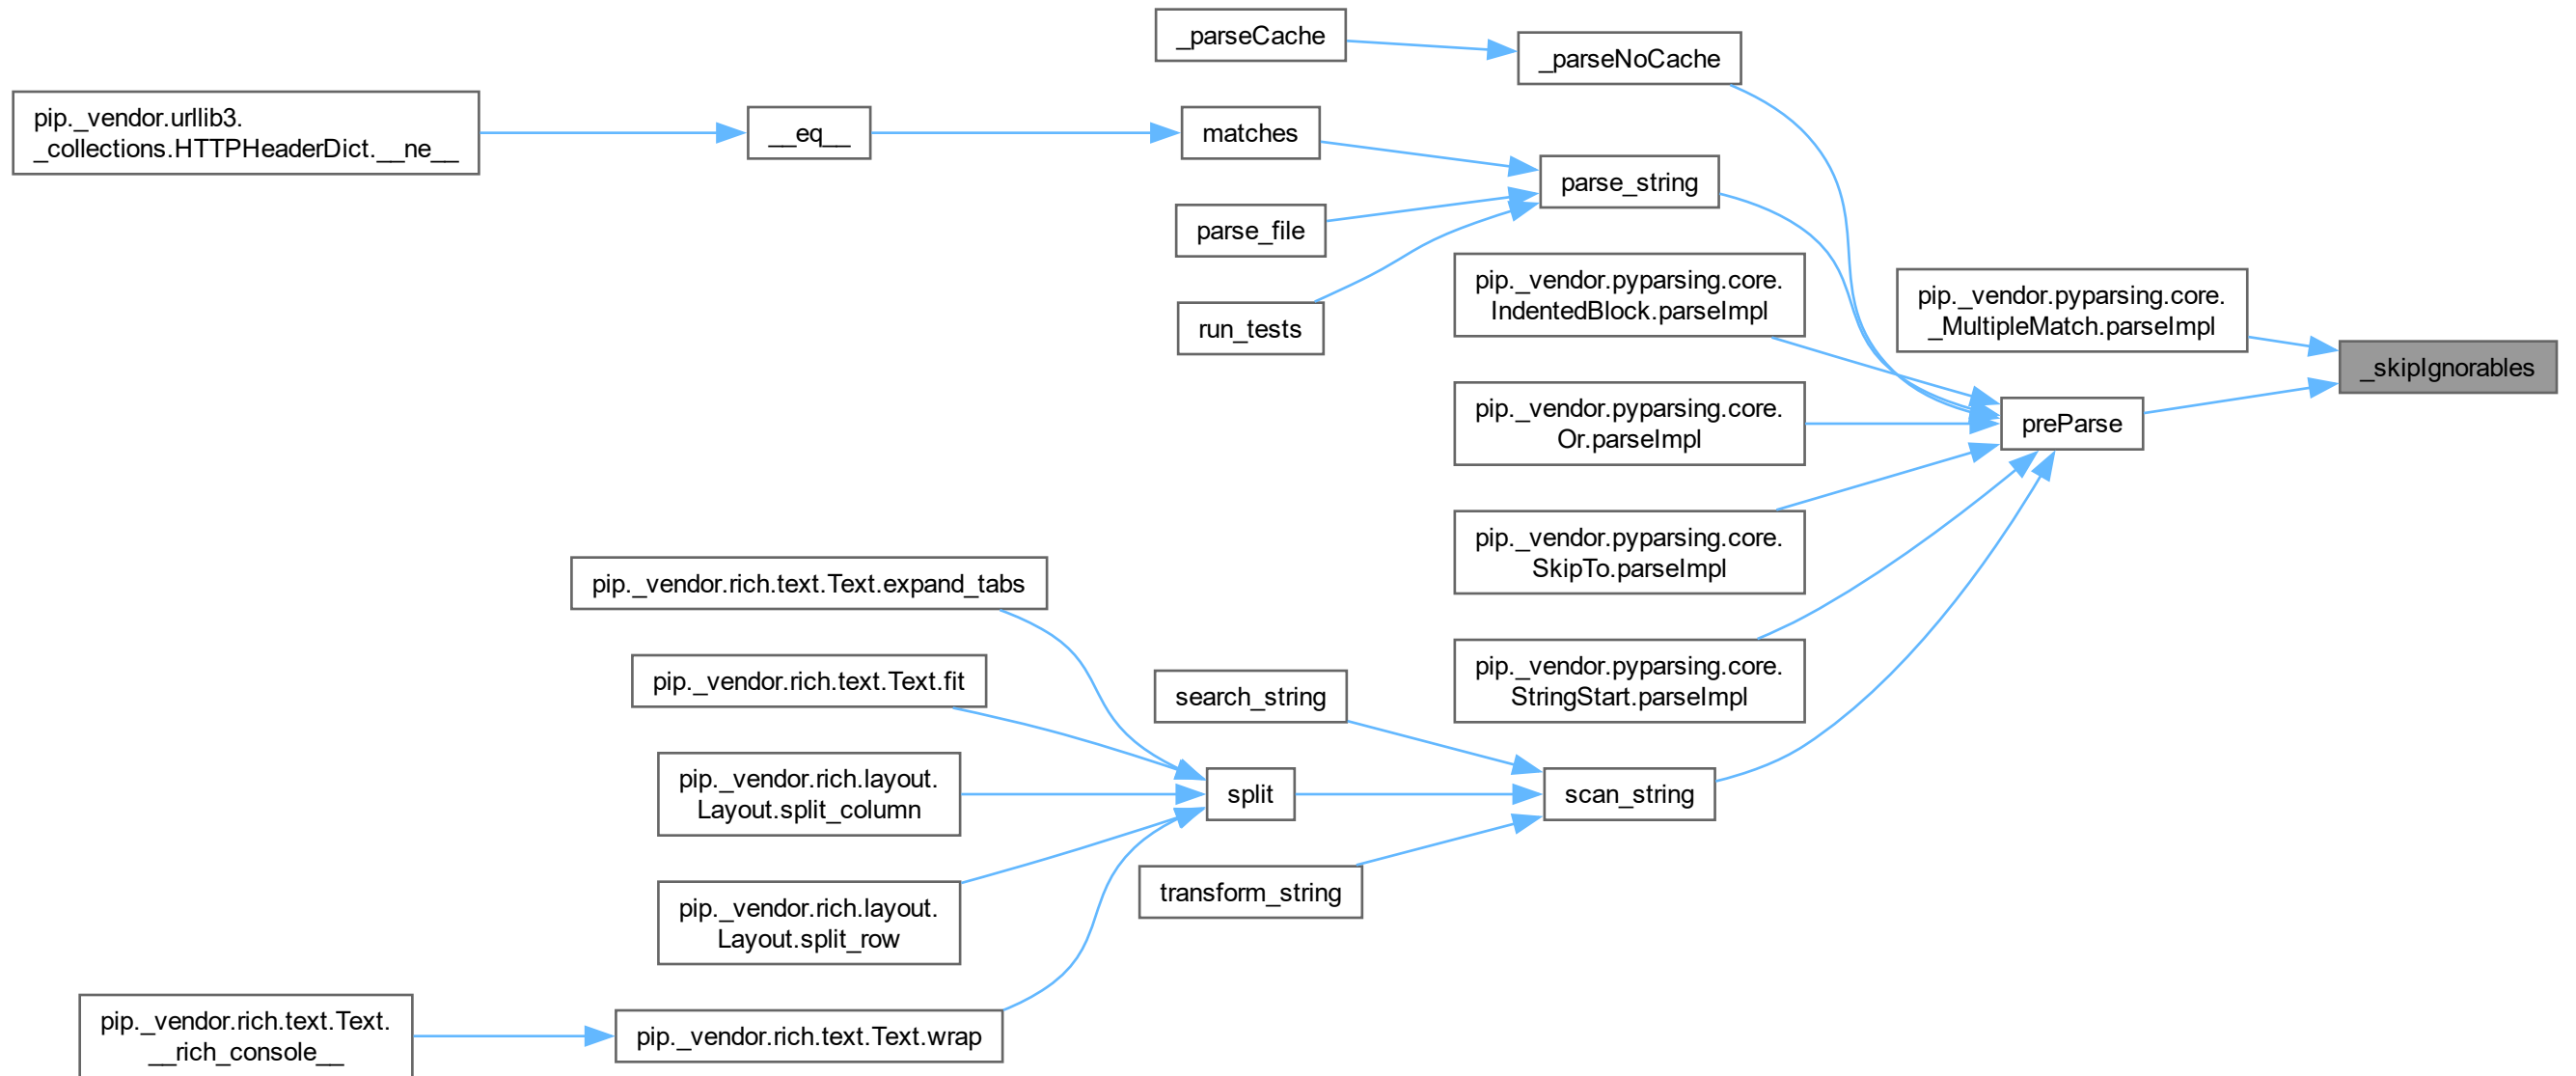 _parseCache
_parseNoCache
pip._vendor.urllib3.
_collections.HTTPHeaderDict.__ne__
__eq__
matches
parse_string
parse_file
run_tests
pip._vendor.pyparsing.core.
IndentedBlock.parseImpl
pip._vendor.pyparsing.core.
_MultipleMatch.parseImpl
_skipIgnorables
pip._vendor.pyparsing.core.
Or.parseImpl
preParse
pip._vendor.pyparsing.core.
SkipTo.parseImpl
pip._vendor.rich.text.Text.expand_tabs
pip._vendor.rich.text.Text.fit
search_string
pip._vendor.pyparsing.core.
StringStart.parseImpl
pip._vendor.rich.layout.
Layout.split_column
split
scan_string
transform_string
pip._vendor.rich.layout.
Layout.split_row
pip._vendor.rich.text.Text.
__rich_console__
pip._vendor.rich.text.Text.wrap